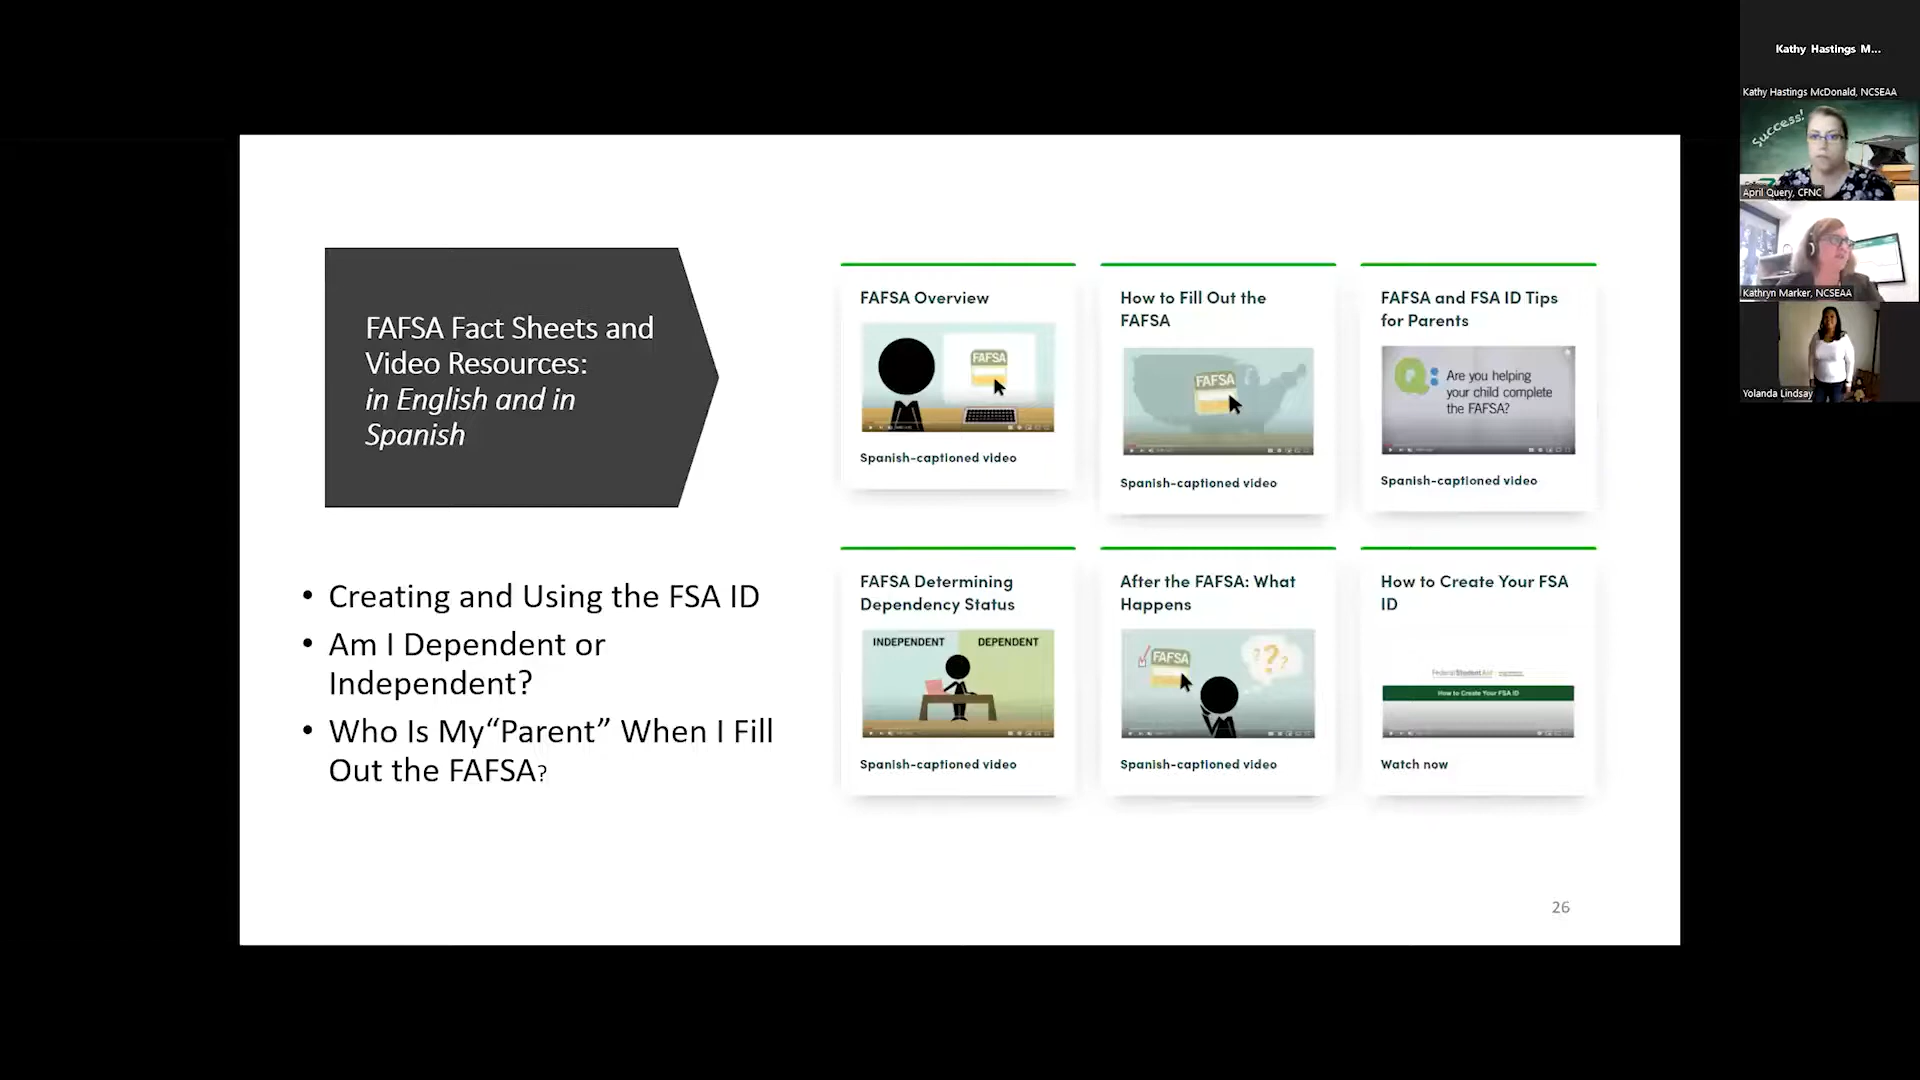 Kathy Hastings M...
Kathy Hastings McDonald, NCSEAA
Success!
April Query, CFNC
Kathryn Marker, NCSEAA
Yolanda Lindsay
FAFSA Fact Sheets and
Video Resources:
in English and in
Spanish
• Creating and Using the FSA ID
• Am I Dependent or
Independent?
• Who Is My“Parent” When I Fill
Out the FAFSA?
FAFSA Overview
FAFSA
Spanish-captioned video
How to Fill Out the
FAFSA
FAFSA
Spanish-captioned video
FAFSA and FSA ID Tips
for Parents
Q:
Are you helping
your child complete
the FAFSA?
Spanish-captioned video
FAFSA Determining
Dependency Status
INDEPENDENT
DEPENDENT
Spanish-captioned video
After the FAFSA: What
Happens
FAFSA
???
Spanish-captioned video
How to Create Your FSA
ID
Federal Student Aid
How to Create Your FSA ID
Watch now
26